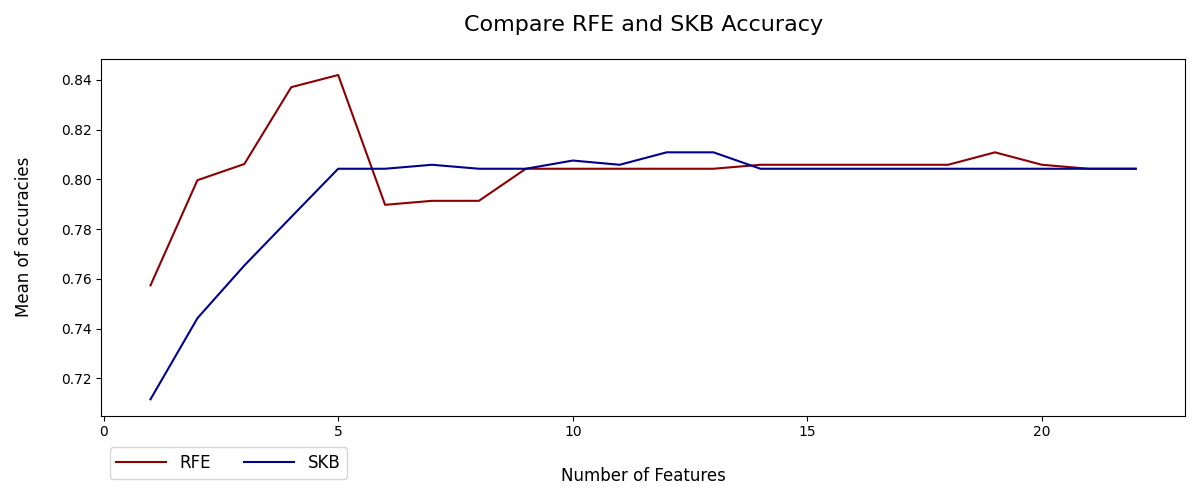 Compare RFE and SKB Accuracy
Mean of accuracies
0.84
0.82
0.80
0.78
0.76
0.74
0.72
0 5 10 15 20
Number of Features
RFE SKB